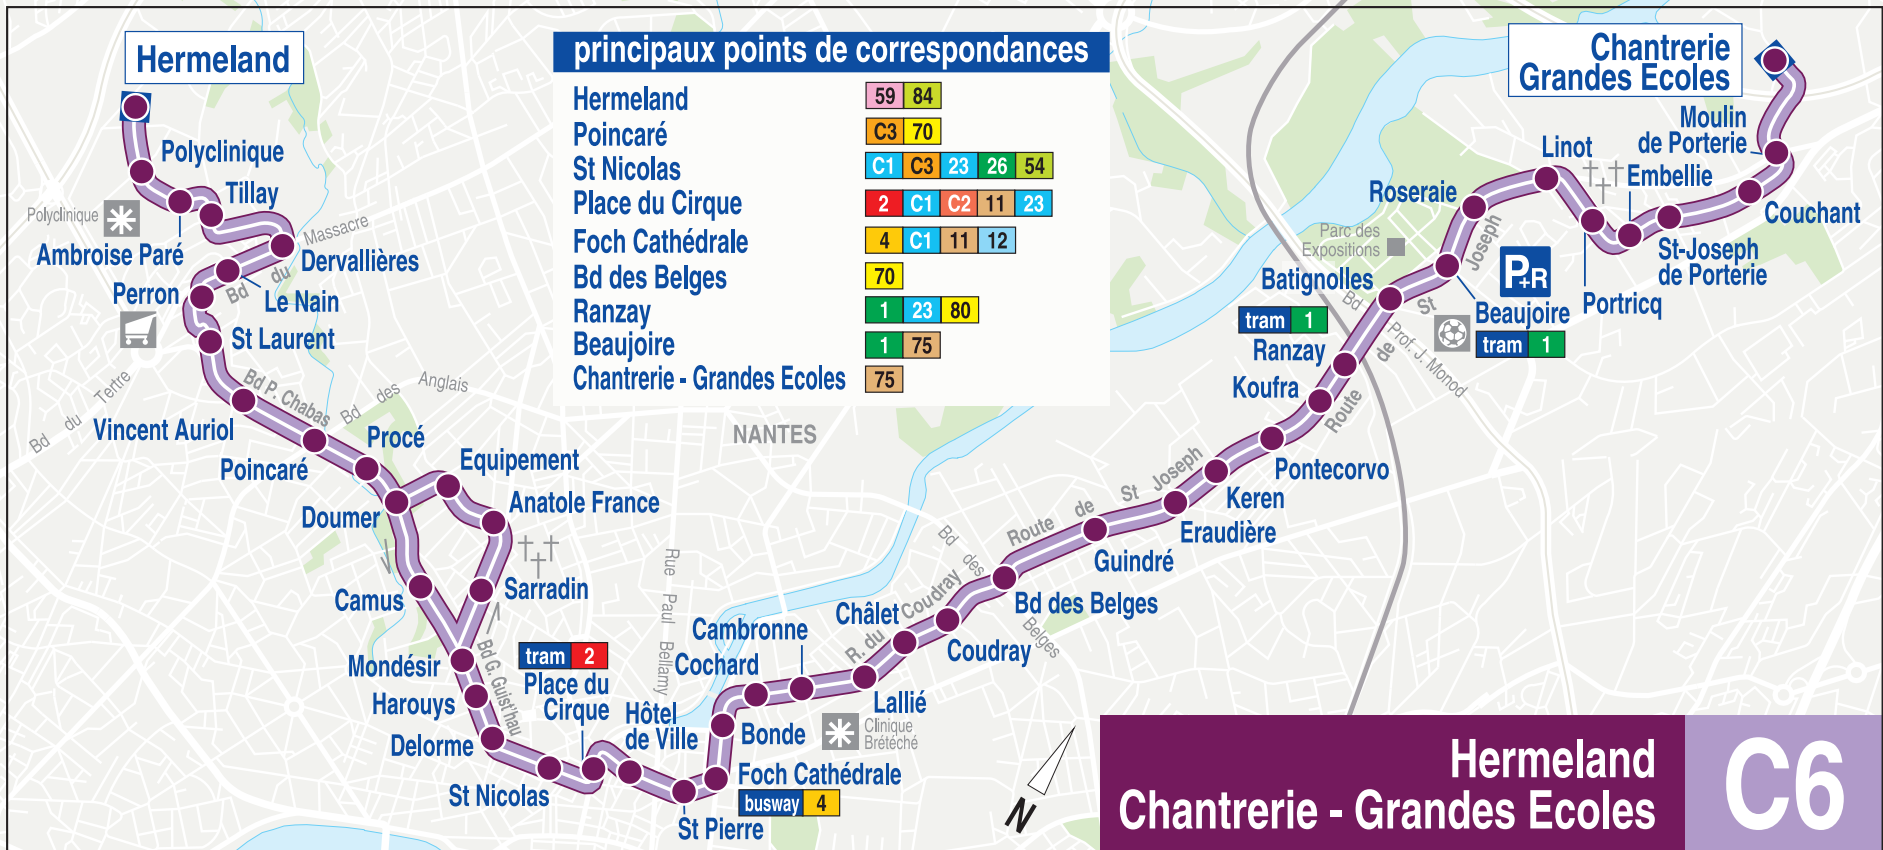 Hermeland
principaux points de correspondances
Hermeland 59 84
Poincaré C3 70
St Nicolas C1 C3 23 26 54
Place du Cirque 2 C1 C2 11 23
Foch Cathédrale 4 C1 11 12
Bd des Belges 70
Ranzay 1 23 80
Beaujoire 1 75
Chantrerie - Grandes Ecoles 75
Chantrerie
Grandes Ecoles
Polyclinique
Tillay
Polyclinique
Ambroise Paré
Massacre
du
Bd
Dervallières
Perron
Le Nain
St Laurent
Bd du Tertre
Bd P. Chabas
Bd des Anglais
Vincent Auriol
Poincaré
Procé
Equipement
Anatole France
Doumer
Camus
Sarradin
Mondésir
Harouys
Delorme
Bd G. Guist'hau
St Nicolas
tram 2
Place du
Cirque
Hôtel
de Ville
Rue Paul Bellamy
St Pierre
Foch Cathédrale
busway 4
Bonde
Cochard
Cambronne
Lallié
Clinique
Brétéché
Châlet
R. du Coudray
Coudray
Bd des Belges
Bd des Belges
NANTES
Route de St Joseph
Guindré
Eraudière
Keren
Pontecorvo
Koufra
Ranzay
tram 1
Batignolles
Route de St Joseph
Bd Prof. J. Monod
Parc des
Expositions
Roseraie
P+R
Beaujoire
tram 1
Linot
Portricq
Embellie
St-Joseph
de Porterie
Couchant
Moulin
de Porterie
N
Hermeland
Chantrerie - Grandes Ecoles
C6